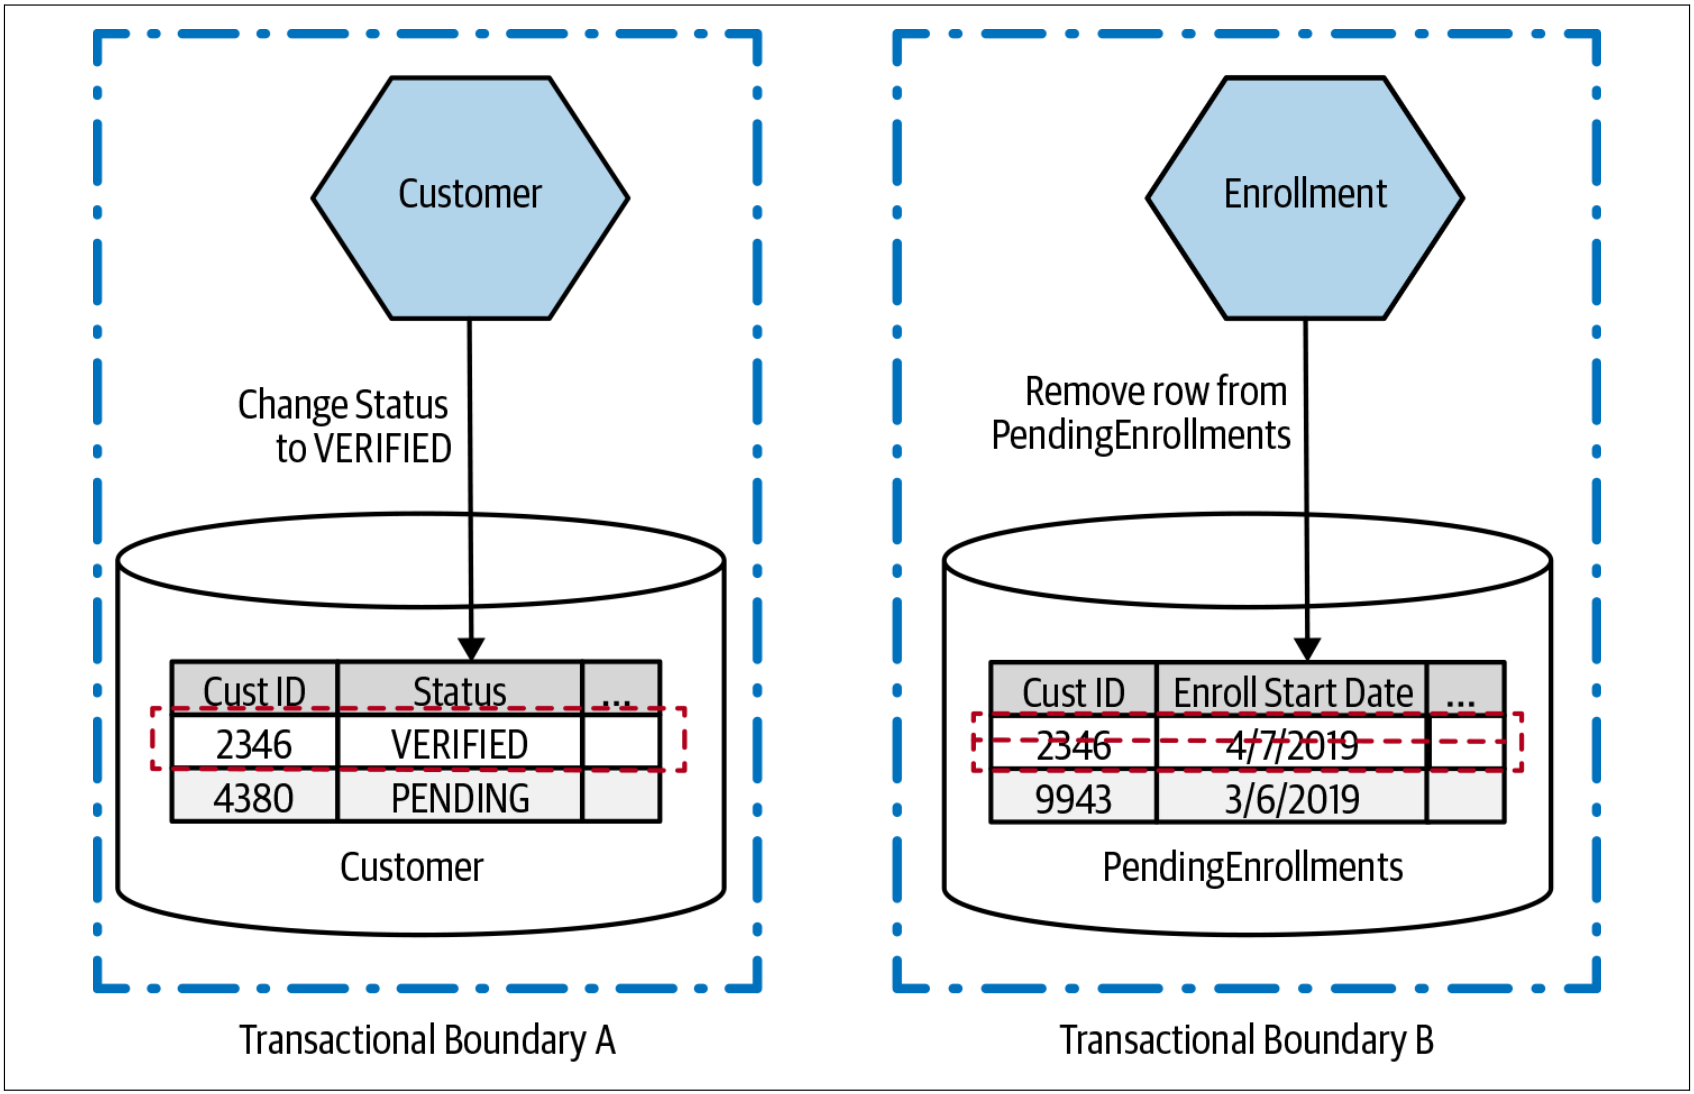 Customer
Change Status
to VERIFIED
Cust ID Status ...
2346 VERIFIED
4380 PENDING
Customer
Transactional Boundary A
Enrollment
Remove row from
PendingEnrollments
Cust ID Enroll Start Date ...
2346 4/7/2019
9943 3/6/2019
PendingEnrollments
Transactional Boundary B